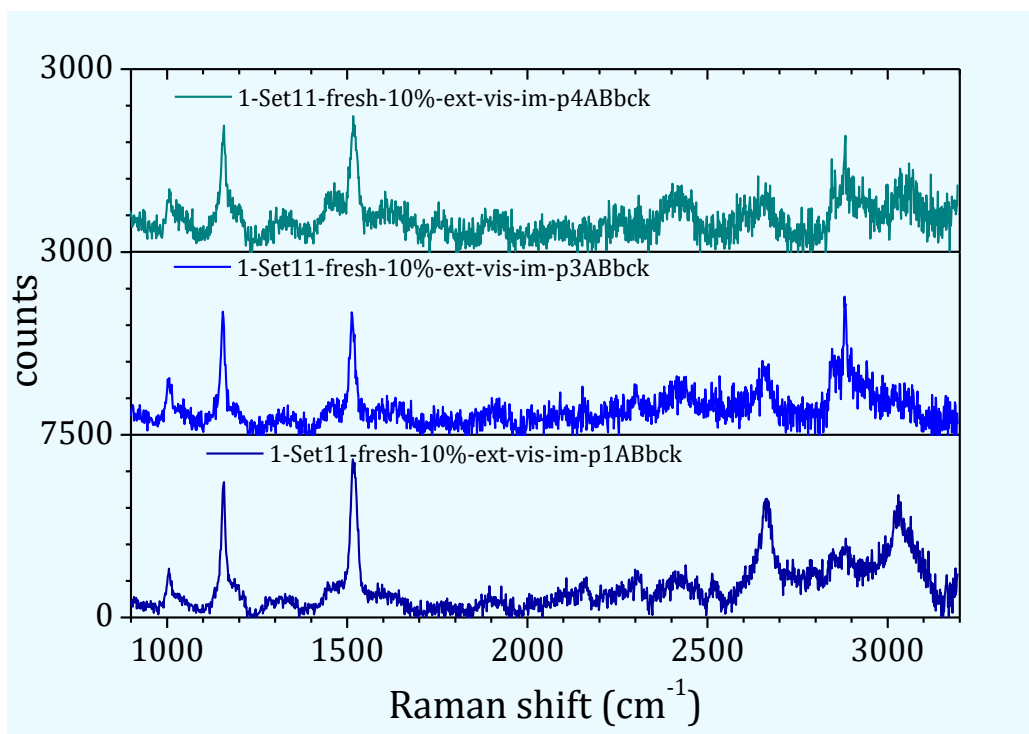 3000
1-Set11-fresh-10%-ext-vis-im-p4ABbck
3000
1-Set11-fresh-10%-ext-vis-im-p3ABbck
counts
7500
1-Set11-fresh-10%-ext-vis-im-p1ABbck
0
1000 1500 2000 2500 3000
Raman shift (cm⁻¹)